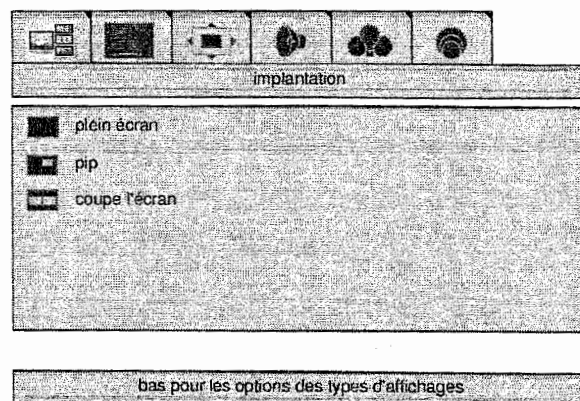 implantation
plein écran
pip
coupe l'écran
bas pour les options des types d'affichages